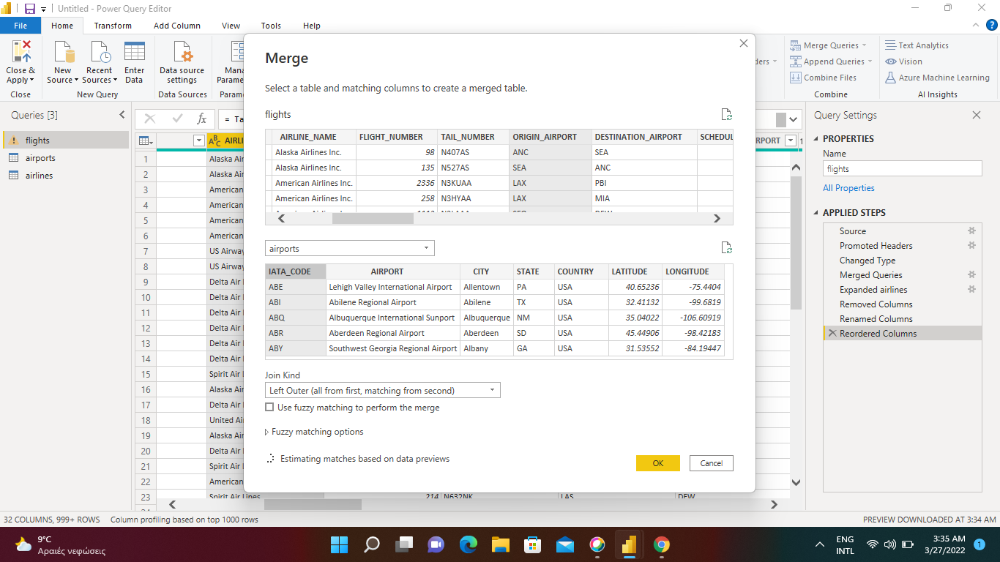 Untitled - Power Query Editor
File Home Transform Add Column View Tools Help
Close & Apply
New Source
Recent Sources
Enter Data
Data source settings
Merge Queries
Append Queries
Combine Files
Text Analytics
Vision
Azure Machine Learning
Close New Query Data Sources Combine AI Insights
Queries [3]
flights
airports
airlines
Merge
Select a table and matching columns to create a merged table.
flights
AIRLINE_NAME FLIGHT_NUMBER TAIL_NUMBER ORIGIN_AIRPORT DESTINATION_AIRPORT SCHEDUL
Alaska Airlines Inc. 98 N407AS ANC SEA
Alaska Airlines Inc. 135 N527AS SEA ANC
American Airlines Inc. 2336 N3KUAA LAX PBI
American Airlines Inc. 258 N3HYAA LAX MIA
airports
IATA_CODE AIRPORT CITY STATE COUNTRY LATITUDE LONGITUDE
ABE Lehigh Valley International Airport Allentown PA USA 40.65236 -75.4404
ABI Abilene Regional Airport Abilene TX USA 32.41132 -99.6819
ABQ Albuquerque International Sunport Albuquerque NM USA 35.04022 -106.60919
ABR Aberdeen Regional Airport Aberdeen SD USA 45.44906 -98.42183
ABY Southwest Georgia Regional Airport Albany GA USA 31.53552 -84.19447
Join Kind
Left Outer (all from first, matching from second)
Use fuzzy matching to perform the merge
Fuzzy matching options
Estimating matches based on data previews
OK Cancel
= Ta
ABC AIRLI
RPORT
1 Alaska Air
2 Alaska Air
3 American
4 American
5 American
6 American
7 US Airway
8 US Airway
9 Delta Air
10 Delta Air
11 Delta Air
12 Delta Air
13 Delta Air
14 Delta Air
15 Spirit Air
16 Alaska Air
17 Delta Air
18 United Ai
19 Alaska Air
20 Delta Air
21 Spirit Air
22 American
23 Spirit Air Lines 214 N632NK LAS DFW
Query Settings
PROPERTIES
Name
flights
All Properties
APPLIED STEPS
Source
Promoted Headers
Changed Type
Merged Queries
Expanded airlines
Removed Columns
Renamed Columns
Reordered Columns
32 COLUMNS, 999+ ROWS Column profiling based on top 1000 rows
PREVIEW DOWNLOADED AT 3:34 AM
9°C
Αραιές νεφώσεις
ENG
INTL
3:35 AM
3/27/2022
1